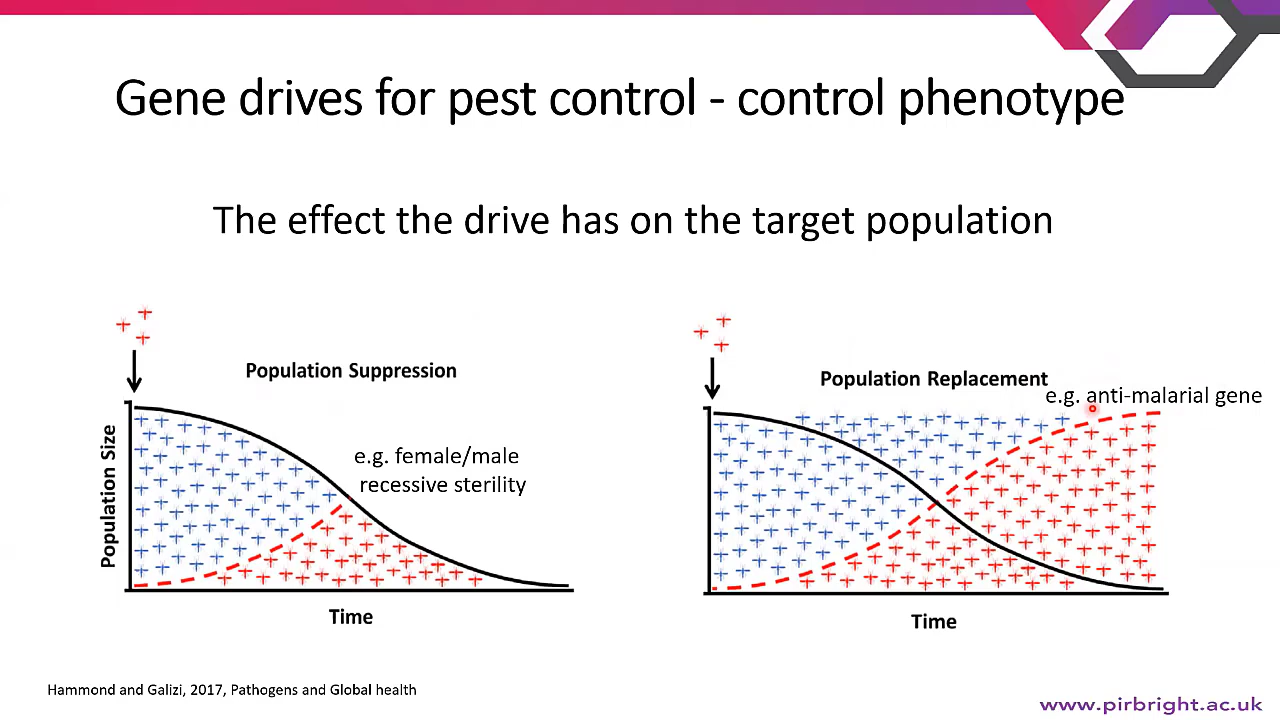 Gene drives for pest control - control phenotype
The effect the drive has on the target population
Population Suppression
e.g. female/male
recessive sterility
Population Size
Time
Population Replacement
e.g. anti-malarial gene
Time
Hammond and Galizi, 2017, Pathogens and Global health
www.pirbright.ac.uk